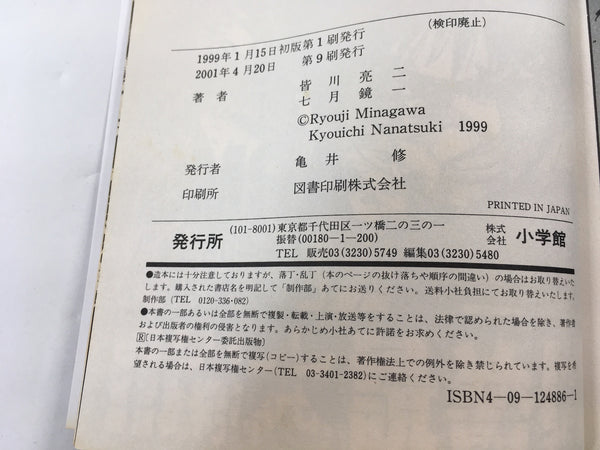 (検印廃止)
1999年1月15日初版第1刷発行
2001年4月20日 第9刷発行
著者 皆川亮二
七月鏡一
©Ryouji Minagawa
Kyouichi Nanatsuki 1999
発行者 亀井 修
印刷所 図書印刷株式会社
PRINTED IN JAPAN
発行所 (101-8001)東京都千代田区一ツ橋二の三の一
振替(00180-1-200)
TEL 販売03(3230)5749 編集03(3230)5480
株式会社 小学館
●造本には十分注意しておりますが、落丁・乱丁(本のページの抜け落ちや順序の間違い)の場合はお取り替えいた
します。購入された書店名を明記して「制作部」あてにお送りください。送料小社負担にてお取り替えいたします。
制作部(TEL 0120-336-082)
●本書の一部あるいは全部を無断で複製・転載・上演・放送等をすることは、法律で認められた場合を除き、著作者
および出版者の権利の侵害となります。あらかじめ小社あてに許諾をお求めください。
R〈日本複写権センター委託出版物〉
本書の一部または全部を無断で複写(コピー)することは、著作権法上での例外を除き禁じられています。複写を希
望される場合は、日本複写権センター(TEL 03-3401-2382)にご連絡ください。
ISBN4-09-124886-1